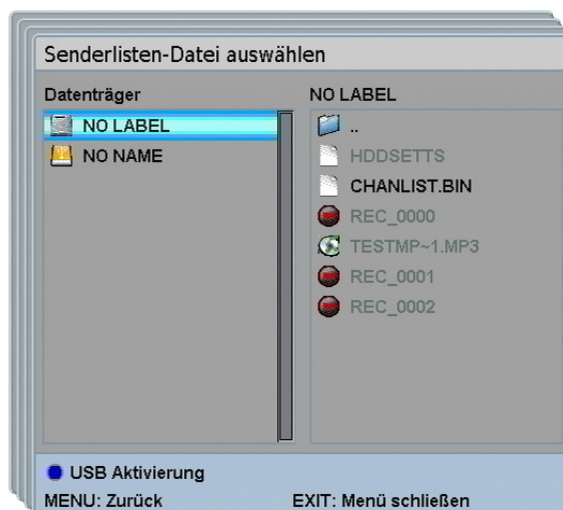 Senderlisten-Datei auswählen
Datenträger
NO LABEL
NO NAME
NO LABEL
..
HDDSETTS
CHANLIST.BIN
REC_0000
TESTMP~1.MP3
REC_0001
REC_0002
USB Aktivierung
MENU: Zurück EXIT: Menü schließen